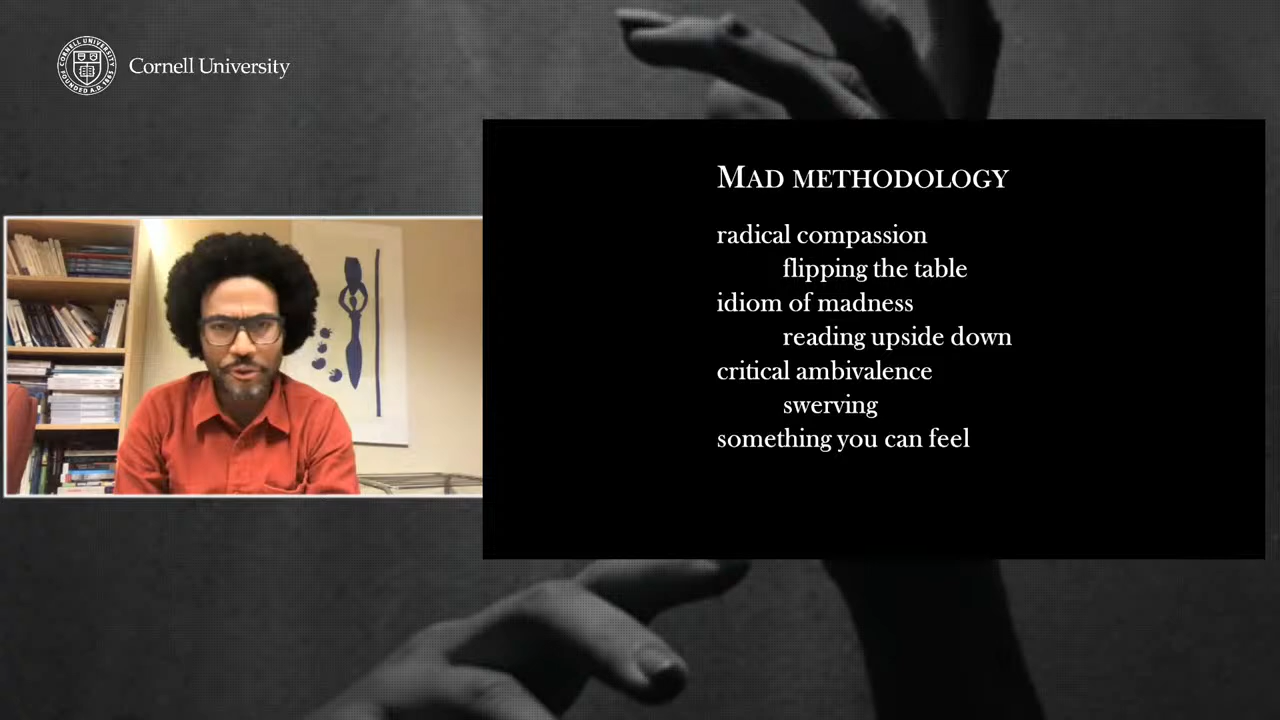 Cornell University
MAD METHODOLOGY
radical compassion
flipping the table
idiom of madness
reading upside down
critical ambivalence
swerving
something you can feel